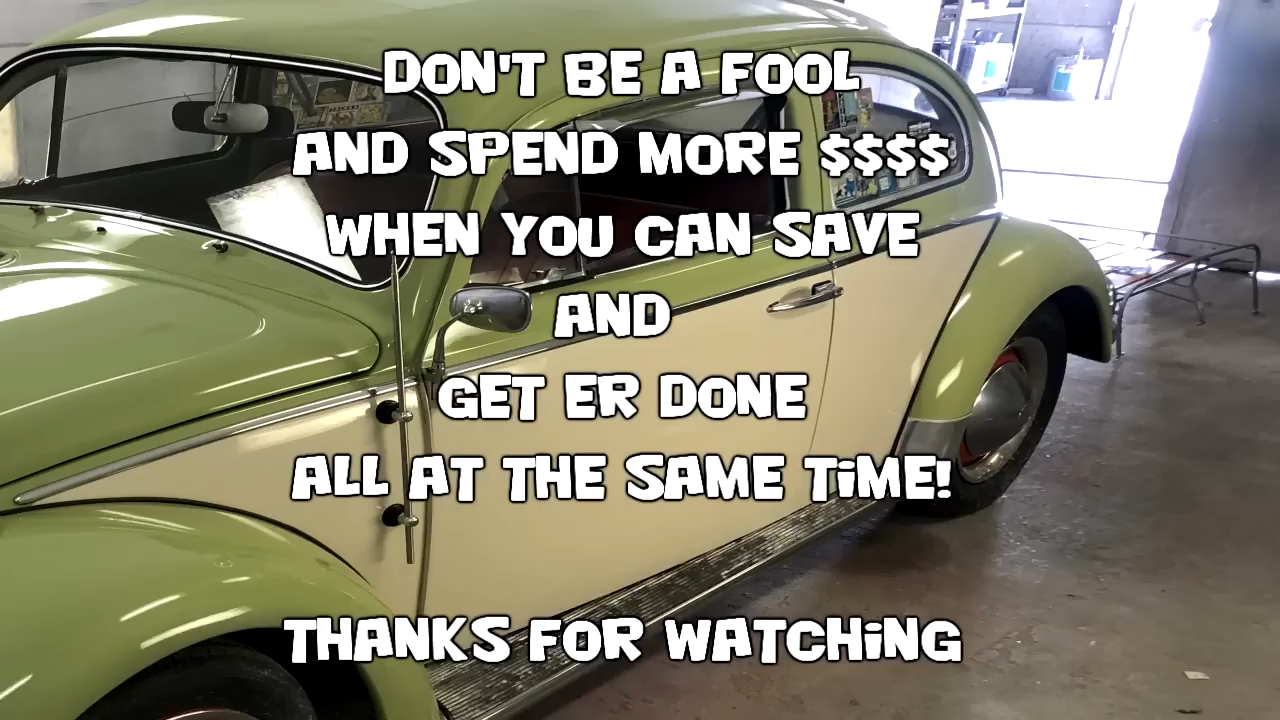 DON'T BE A FOOL
AND SPEND MORE $$$$
WHEN YOU CAN SAVE
AND
GET ER DONE
ALL AT THE SAME TIME!
THANKS FOR WATCHING